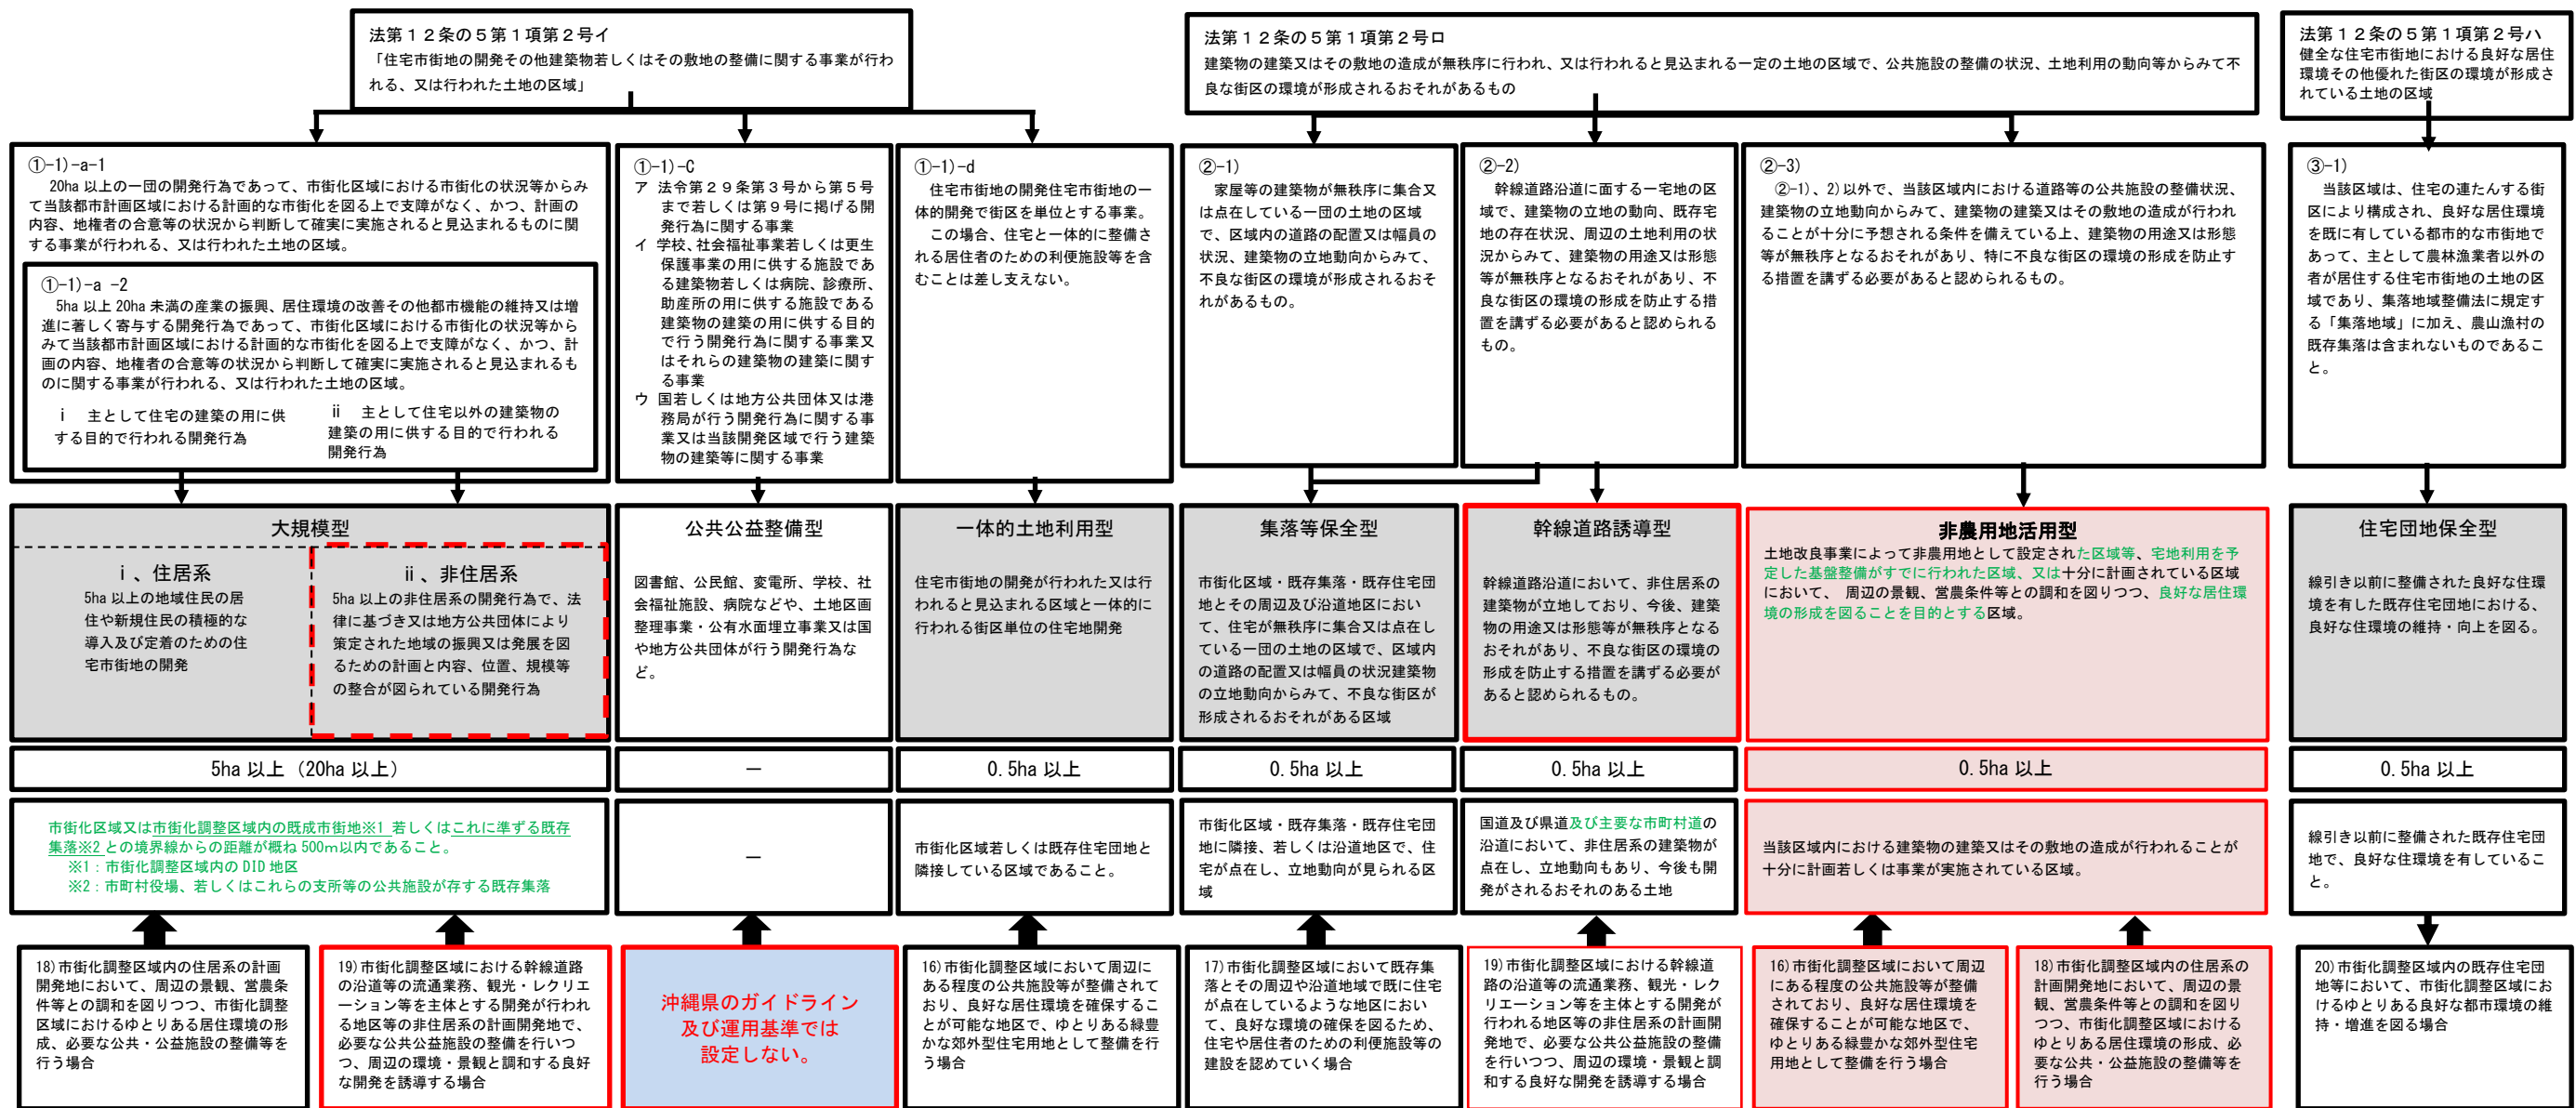 法第１２条の５第１項第２号イ
「住宅市街地の開発その他建築物若しくはその敷地の整備に関する事業が行わ
れる、又は行われた土地の区域」
法第１２条の５第１項第２号ロ
建築物の建築又はその敷地の造成が無秩序に行われ、又は行われると見込まれる一定の土地の区域で、公共施設の整備の状況、土地利用の動向等からみて不
良な街区の環境が形成されるおそれがあるもの
法第１２条の５第１項第２号ハ
健全な住宅市街地における良好な居住
環境その他優れた街区の環境が形成さ
れている土地の区域
①-1)-a-1
20ha 以上の一団の開発行為であって、市街化区域における市街化の状況等からみ
て当該都市計画区域における計画的な市街化を図る上で支障がなく、かつ、計画の
内容、地権者の合意等の状況から判断して確実に実施されると見込まれるものに関
する事業が行われる、又は行われた土地の区域。
①-1)-a -2
5ha 以上 20ha 未満の産業の振興、居住環境の改善その他都市機能の維持又は増
進に著しく寄与する開発行為であって、市街化区域における市街化の状況等から
みて当該都市計画区域における計画的な市街化を図る上で支障がなく、かつ、計
画の内容、地権者の合意等の状況から判断して確実に実施されると見込まれるも
のに関する事業が行われる、又は行われた土地の区域。
ⅰ　主として住宅の建築の用に供
する目的で行われる開発行為
ⅱ　主として住宅以外の建築物の
建築の用に供する目的で行われる
開発行為
①-1)-C
ア 法令第２９条第３号から第５号
まで若しくは第９号に掲げる開
発行為に関する事業
イ 学校、社会福祉事業若しくは更生
保護事業の用に供する施設であ
る建築物若しくは病院、診療所、
助産所の用に供する施設である
建築物の建築の用に供する目的
で行う開発行為に関する事業又
はそれらの建築物の建築に関す
る事業
ウ 国若しくは地方公共団体又は港
務局が行う開発行為に関する事
業又は当該開発区域で行う建築
物の建築等に関する事業
①-1)-d
住宅市街地の開発住宅市街地の一
体的開発で街区を単位とする事業。
この場合、住宅と一体的に整備さ
れる居住者のための利便施設等を含
むことは差し支えない。
②-1)
家屋等の建築物が無秩序に集合又
は点在している一団の土地の区域
で、区域内の道路の配置又は幅員の
状況、建築物の立地動向からみて、
不良な街区の環境が形成されるおそ
れがあるもの。
②-2)
幹線道路沿道に面する一宅地の区
域で、建築物の立地の動向、既存宅
地の存在状況、周辺の土地利用の状
況からみて、建築物の用途又は形態
等が無秩序となるおそれがあり、不
良な街区の環境の形成を防止する措
置を講ずる必要があると認められる
もの。
②-3)
②-1)、2)以外で、当該区域内における道路等の公共施設の整備状況、
建築物の立地動向からみて、建築物の建築又はその敷地の造成が行われ
ることが十分に予想される条件を備えている上、建築物の用途又は形態
等が無秩序となるおそれがあり、特に不良な街区の環境の形成を防止す
る措置を講ずる必要があると認められるもの。
③-1)
当該区域は、住宅の連たんする街
区により構成され、良好な居住環境
を既に有している都市的な市街地で
あって、主として農林漁業者以外の
者が居住する住宅市街地の土地の区
域であり、集落地域整備法に規定す
る「集落地域」に加え、農山漁村の
既存集落は含まれないものであるこ
と。
大規模型
ⅰ、住居系
5ha 以上の地域住民の居
住や新規住民の積極的な
導入及び定着のための住
宅市街地の開発
ⅱ、非住居系
5ha 以上の非住居系の開発行為で、法
律に基づき又は地方公共団体により
策定された地域の振興又は発展を図
るための計画と内容、位置、規模等
の整合が図られている開発行為
公共公益整備型
図書館、公民館、変電所、学校、社
会福祉施設、病院などや、土地区画
整理事業・公有水面埋立事業又は国
や地方公共団体が行う開発行為な
ど。
一体的土地利用型
住宅市街地の開発が行われた又は行
われると見込まれる区域と一体的に
行われる街区単位の住宅地開発
集落等保全型
市街化区域・既存集落・既存住宅団
地とその周辺及び沿道地区におい
て、住宅が無秩序に集合又は点在し
ている一団の土地の区域で、区域内
の道路の配置又は幅員の状況建築物
の立地動向からみて、不良な街区が
形成されるおそれがある区域
幹線道路誘導型
幹線道路沿道において、非住居系の
建築物が立地しており、今後、建築
物の用途又は形態等が無秩序となる
おそれがあり、不良な街区の環境の
形成を防止する措置を講ずる必要が
あると認められるもの。
非農用地活用型
土地改良事業によって非農用地として設定された区域等、宅地利用を予
定した基盤整備がすでに行われた区域、又は十分に計画されている区域
において、 周辺の景観、営農条件等との調和を図りつつ、良好な居住環
境の形成を図ることを目的とする区域。
住宅団地保全型
線引き以前に整備された良好な住環
境を有した既存住宅団地における、
良好な住環境の維持・向上を図る。
5ha 以上（20ha 以上）
－
0.5ha 以上
0.5ha 以上
0.5ha 以上
0.5ha 以上
0.5ha 以上
市街化区域又は市街化調整区域内の既成市街地※1 若しくはこれに準ずる既存
集落※2 との境界線からの距離が概ね 500m以内であること。
※1：市街化調整区域内の DID 地区
※2：市町村役場、若しくはこれらの支所等の公共施設が存する既存集落
－
市街化区域若しくは既存住宅団地と
隣接している区域であること。
市街化区域・既存集落・既存住宅団
地に隣接、若しくは沿道地区で、住
宅が点在し、立地動向が見られる区
域
国道及び県道及び主要な市町村道の
沿道において、非住居系の建築物が
点在し、立地動向もあり、今後も開
発がされるおそれのある土地
当該区域内における建築物の建築又はその敷地の造成が行われることが
十分に計画若しくは事業が実施されている区域。
線引き以前に整備された既存住宅団
地で、良好な住環境を有しているこ
と。
18)市街化調整区域内の住居系の計画
開発地において、周辺の景観、営農条
件等との調和を図りつつ、市街化調整
区域におけるゆとりある居住環境の形
成、必要な公共・公益施設の整備等を
行う場合
19)市街化調整区域における幹線道路
の沿道等の流通業務、観光・レクリエ
ーション等を主体とする開発が行われ
る地区等の非住居系の計画開発地で、
必要な公共公益施設の整備を行いつ
つ、周辺の環境・景観と調和する良好
な開発を誘導する場合
沖縄県のガイドライン
及び運用基準では
設定しない。
16)市街化調整区域において周辺に
ある程度の公共施設等が整備されて
おり、良好な居住環境を確保するこ
とが可能な地区で、ゆとりある緑豊
かな郊外型住宅用地として整備を行
う場合
17)市街化調整区域において既存集
落とその周辺や沿道地域で既に住宅
が点在しているような地区におい
て、良好な環境の確保を図るため、
住宅や居住者のための利便施設等の
建設を認めていく場合
19)市街化調整区域における幹線道
路の沿道等の流通業務、観光・レク
リエーション等を主体とする開発が
行われる地区等の非住居系の計画開
発地で、必要な公共公益施設の整備
を行いつつ、周辺の環境・景観と調
和する良好な開発を誘導する場合
16)市街化調整区域において周辺
にある程度の公共施設等が整備
されており、良好な居住環境を
確保することが可能な地区で、
ゆとりある緑豊かな郊外型住宅
用地として整備を行う場合
18)市街化調整区域内の住居系の
計画開発地において、周辺の景
観、営農条件等との調和を図り
つつ、市街化調整区域における
ゆとりある居住環境の形成、必
要な公共・公益施設の整備等を
行う場合
20)市街化調整区域内の既存住宅団
地等において、市街化調整区域にお
けるゆとりある良好な都市環境の維
持・増進を図る場合